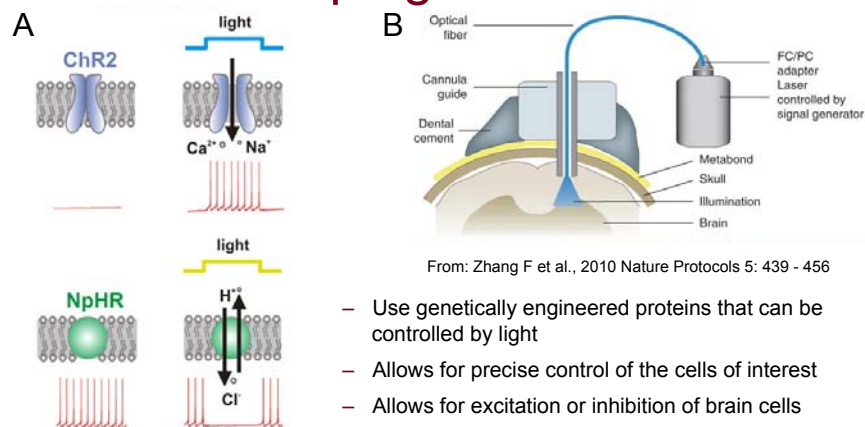 A
light
ChR2
Ca²⁺ Na⁺
light
NpHR
H⁺
Cl⁻
B
Optical
fiber
Cannula
guide
Dental
cement
FC/PC
adapter
Laser
controlled by
signal generator
Metabond
Skull
Illumination
Brain
From: Zhang F et al., 2010 Nature Protocols 5: 439 - 456
– Use genetically engineered proteins that can be
controlled by light
– Allows for precise control of the cells of interest
– Allows for excitation or inhibition of brain cells